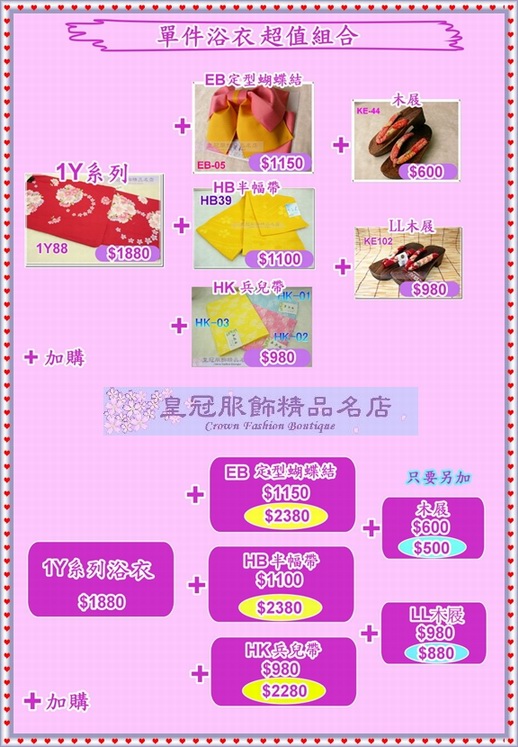 單件浴衣 超值組合
EB定型蝴蝶結
EB-05
$1150
木屐
KE-44
$600
1Y系列
1Y88
$1880
HB半幅帶
HB39
$1100
LL木屐
KE102
$980
HK 兵兒帶
HK-01
HK-03
HK-02
$980
+ 加購
皇冠服飾精品名店
Crown Fashion Boutique
EB 定型蝴蝶結
$1150
$2380
只要另加
木屐
$600
$500
1Y系列浴衣
$1880
HB半幅帶
$1100
$2380
LL木屐
$980
$880
HK兵兒帶
$980
$2280
+ 加購